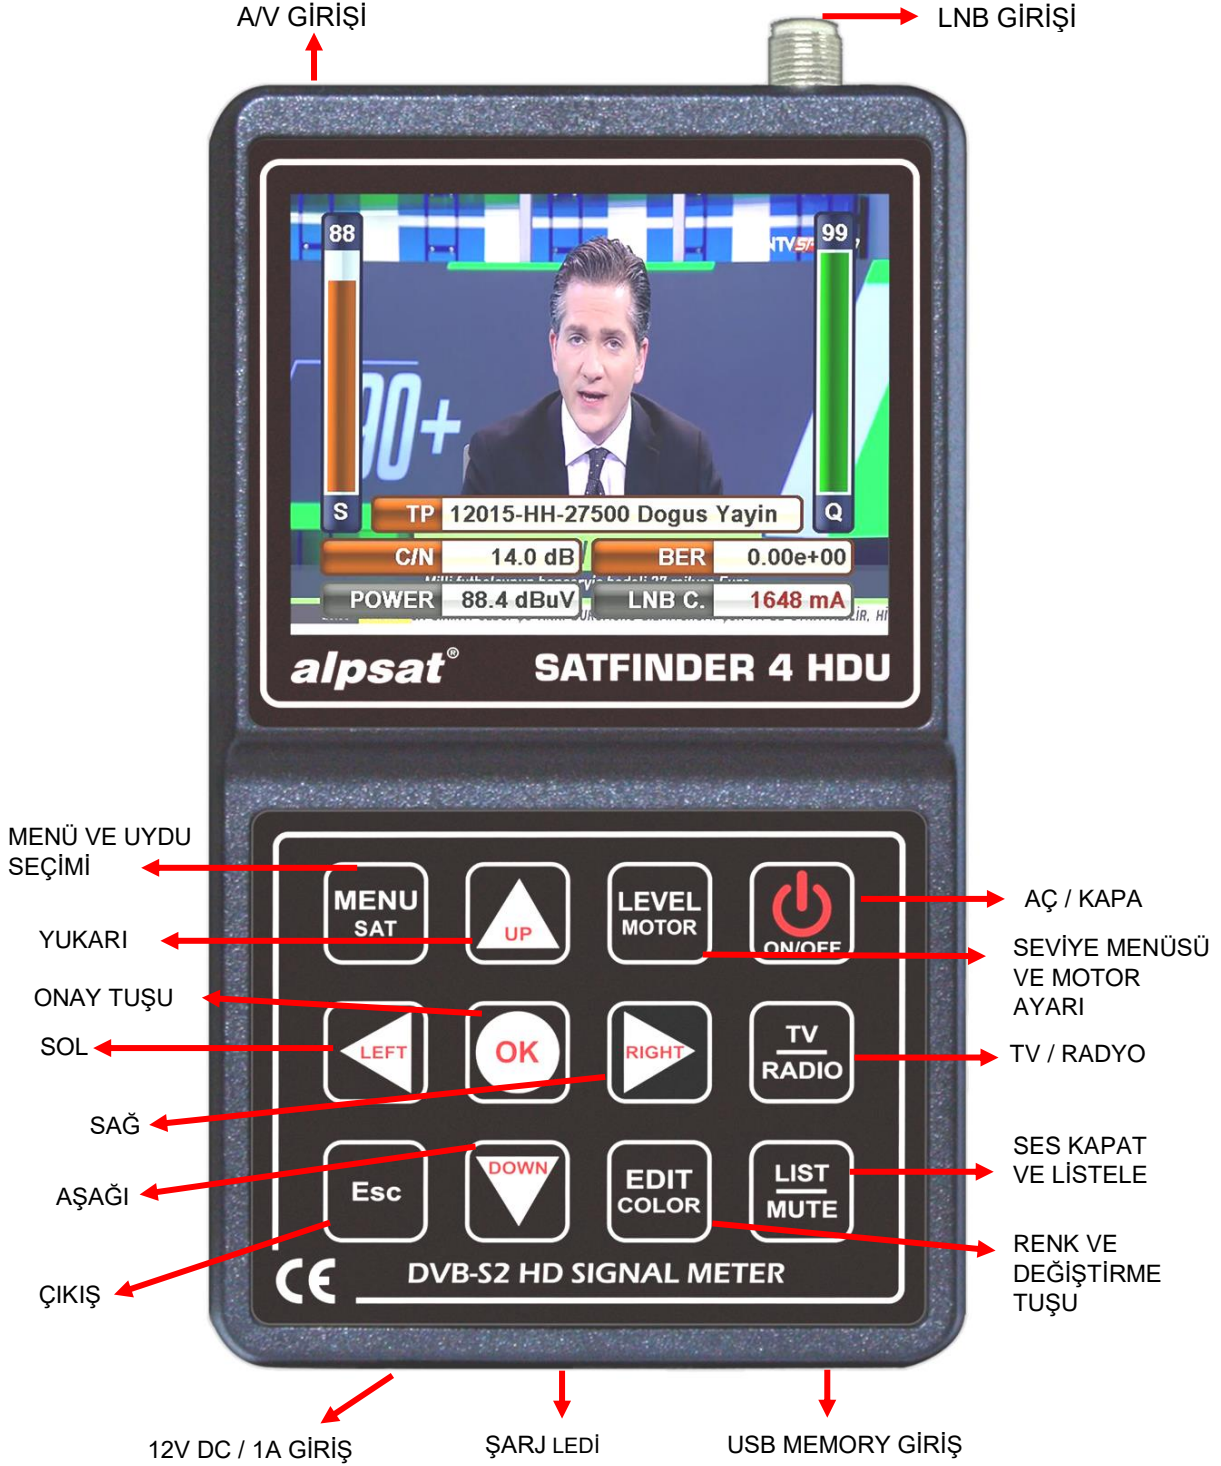 A/V GİRİŞİ
LNB GİRİŞİ
88
99
NTVSP
90+
S
TP 12015-HH-27500 Dogus Yayin
Q
C/N 14.0 dB BER 0.00e+00
POWER 88.4 dBuV LNB C. 1648 mA
alpsat® SATFINDER 4 HDU
MENÜ VE UYDU
SEÇİMİ
YUKARI
ONAY TUŞU
SOL
SAĞ
AŞAĞI
ÇIKIŞ
MENU
SAT
UP
LEVEL
MOTOR
ON/OFF
LEFT
OK
RIGHT
TV
RADIO
Esc
DOWN
EDIT
COLOR
LIST
MUTE
CE DVB-S2 HD SIGNAL METER
AÇ / KAPA
SEVİYE MENÜSÜ
VE MOTOR
AYARI
TV / RADYO
SES KAPAT
VE LİSTELE
RENK VE
DEĞİŞTİRME
TUŞU
12V DC / 1A GİRİŞ
ŞARJ LEDİ
USB MEMORY GİRİŞ